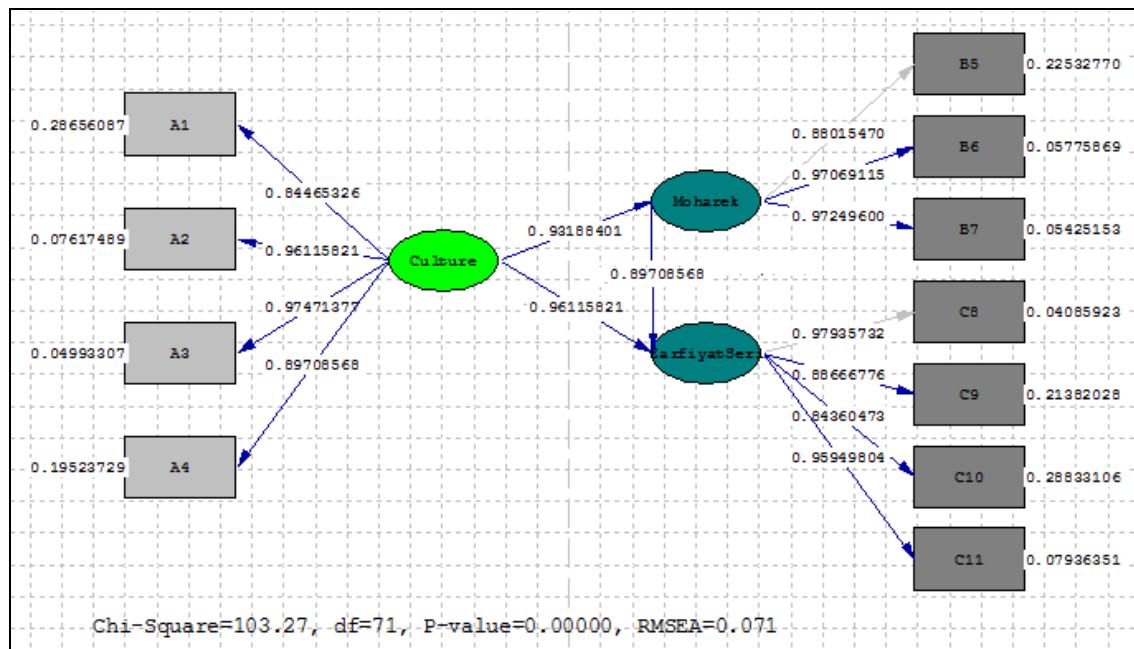 B5
0.22532770
0.28656087
A1
0.88015470
B6
0.05775869
0.97069115
0.84465326
Moharek
0.97249600
B7
0.05425153
0.07617489
A2
0.96115821
0.93188401
Culture
0.89708568
0.97471377
0.96115821
0.97935732
C8
0.04085923
0.04993307
A3
0.89708568
ZarfiyatSeri
0.88666776
C9
0.21382028
0.84360473
0.95949804
0.19523729
A4
C10
0.28833106
C11
0.07936351
Chi-Square=103.27, df=71, P-value=0.00000, RMSEA=0.071